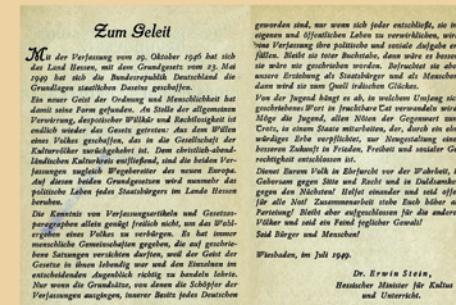 Zum Geleit
Mit der Verfassung vom 29. Oktober 1946 hat sich
das Land Hessen, mit dem Grundgesetz vom 23. Mai
1949 hat sich die Bundesrepublik Deutschland die
Grundlagen staatlichen Daseins geschaffen.
Ein neuer Geist der Ordnung und Menschlichkeit hat
damit seine Form gefunden. An Stelle der allgemeinen
Verwirrung, despotischer Willkür und Rechtlosigkeit ist
endlich wieder das Gesetz getreten: Aus dem Willen
eines Volkes geschaffen, das in die Gesellschaft der
Kulturvölker zurückgekehrt ist. Dem christlich-abend-
ländischen Kulturkreis entfließend, sind die beiden Ver-
fassungen zugleich Wegbereiter des neuen Europa.
Auf diesen beiden Grundgesetzen wird nunmehr das
politische Leben jedes Staatsbürgers im Lande Hessen
beruhen.
Die Kenntnis von Verfassungsartikeln und Gesetzes-
paragraphen allein genügt freilich nicht, um das Wohl-
ergehen eines Volkes zu verbürgen. Es hat immer
menschliche Gemeinschaften gegeben, die auf geschrie-
bene Satzungen verzichten durften, weil der Geist der
Gesetze in ihnen lebendig war und den Einzelnen im
entscheidenden Augenblick richtig zu handeln lehrte.
Nur wenn die Grundsätze, von denen die Schöpfer der
Verfassungen ausgingen, innerer Besitz jedes Deutschen
geworden sind, nur wenn sich jeder entschließt, sie im
eigenen und öffentlichen Leben zu verwirklichen, wird
eine Verfassung ihre politische und soziale Aufgabe er-
füllen. Bleibt sie toter Buchstabe, dann wäre es besser
sie wäre nie geschrieben worden. Befruchtet sie aber
unsere Erziehung als Staatsbürger und als Menschen
dann wird sie zum Quell irdischen Glückes.
Von der Jugend hängt es ab, in welchem Umfang sich
geschriebenes Wort in fruchtbare Tat verwandeln wird
Möge die Jugend, allen Nöten der Gegenwart zum
Trotz, in einem Staate mitarbeiten, der, durch ein
würdiges Erbe verpflichtet, zur Neugestaltung einer
besseren Zukunft in Frieden, Freiheit und sozialer Ge-
rechtigkeit entschlossen ist.
Dienet Eurem Volk in Ehrfurcht vor der Wahrheit, im
Gehorsam gegen Sitte und Recht und in Duldsamkeit
gegen den Nächsten! Helfet einander und seid offen
für alle Not! Zusammenarbeit stehe Euch höher als
Parteiung! Bleibt aber aufgeschlossen für die anderen
Völker und seid ein Feind jeglicher Gewalt!
Seid Bürger und Menschen!
Wiesbaden, im Juli 1949.
Dr. Erwin Stein,
Hessischer Minister für Kultus
und Unterricht.